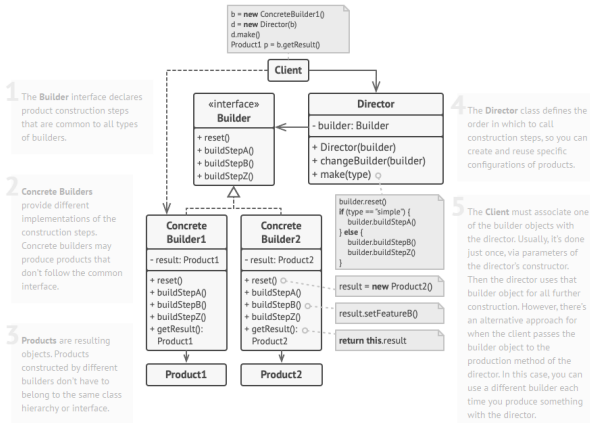 b = new ConcreteBuilder1()
d = new Director(b)
d.make()
Product1 p = b.getResult()
Client
1
The Builder interface declares
product construction steps
that are common to all types
of builders.
«interface»
Builder
+ reset()
+ buildStepA()
+ buildStepB()
+ buildStepZ()
Director
- builder: Builder
+ Director(builder)
+ changeBuilder(builder)
+ make(type)
4
The Director class defines the
order in which to call
construction steps, so you can
create and reuse specific
configurations of products.
2
Concrete Builders
provide different
implementations of the
construction steps.
Concrete builders may
produce products that
don't follow the common
interface.
builder.reset()
if (type == "simple") {
builder.buildStepA()
} else {
builder.buildStepB()
builder.buildStepZ()
}
Concrete
Builder1
- result: Product1
+ reset()
+ buildStepA()
+ buildStepB()
+ buildStepZ()
+ getResult():
Product1
Concrete
Builder2
- result: Product2
+ reset()
+ buildStepA()
+ buildStepB()
+ buildStepZ()
+ getResult():
Product2
result = new Product2()
result.setFeatureB()
return this.result
5
The Client must associate one
of the builder objects with
the director. Usually, it's done
just once, via parameters of
the director's constructor.
Then the director uses that
builder object for all further
construction. However, there's
an alternative approach for
when the client passes the
builder object to the
production method of the
director. In this case, you can
use a different builder each
time you produce something
with the director.
3
Products are resulting
objects. Products
constructed by different
builders don't have to
belong to the same class
hierarchy or interface.
Product1
Product2